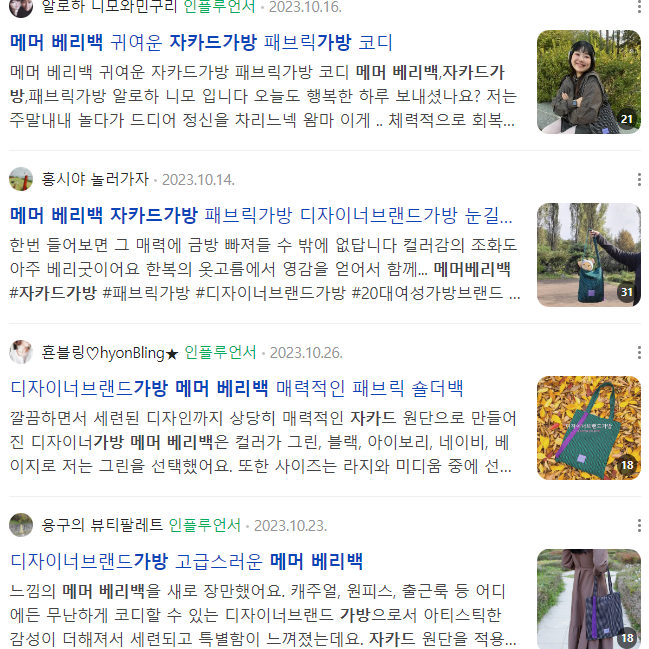 알로하 니모와민구리 인플루언서 · 2023.10.16.
메머 베리백 귀여운 자카드가방 패브릭가방 코디
메머 베리백 귀여운 자카드가방 패브릭가방 코디 메머 베리백,자카드가
방,패브릭가방 알로하 니모 입니다 오늘도 행복한 하루 보내셨나요? 저는
주말내내 놀다가 드디어 정신을 차리느넥 왐마 이게 .. 체력적으로 회복...
21
홍시야 놀러가자 · 2023.10.14.
메머 베리백 자카드가방 패브릭가방 디자이너브랜드가방 눈길...
한번 들어보면 그 매력에 금방 빠져들 수 밖에 없답니다 컬러감의 조화도
아주 베리굿이어요 한복의 옷고름에서 영감을 얻어서 함께... 메머베리백
#자카드가방 #패브릭가방 #디자이너브랜드가방 #20대여성가방브랜드 ...
31
횬블링♡hyonBling★ 인플루언서 · 2023.10.26.
디자이너브랜드가방 메머 베리백 매력적인 패브릭 숄더백
깔끔하면서 세련된 디자인까지 상당히 매력적인 자카드 원단으로 만들어
진 디자이너가방 메머 베리백은 컬러가 그린, 블랙, 아이보리, 네이비, 베
이지로 저는 그린을 선택했어요. 또한 사이즈는 라지와 미디움 중에 선...
디자이너브랜드가방
18
용구의 뷰티팔레트 인플루언서 · 2023.10.23.
디자이너브랜드가방 고급스러운 메머 베리백
느낌의 메머 베리백을 새로 장만했어요. 캐주얼, 원피스, 출근룩 등 어디
에든 무난하게 코디할 수 있는 디자이너브랜드 가방으로서 아티스틱한
감성이 더해져서 세련되고 특별함이 느껴졌는데요. 자카드 원단을 적용...
18